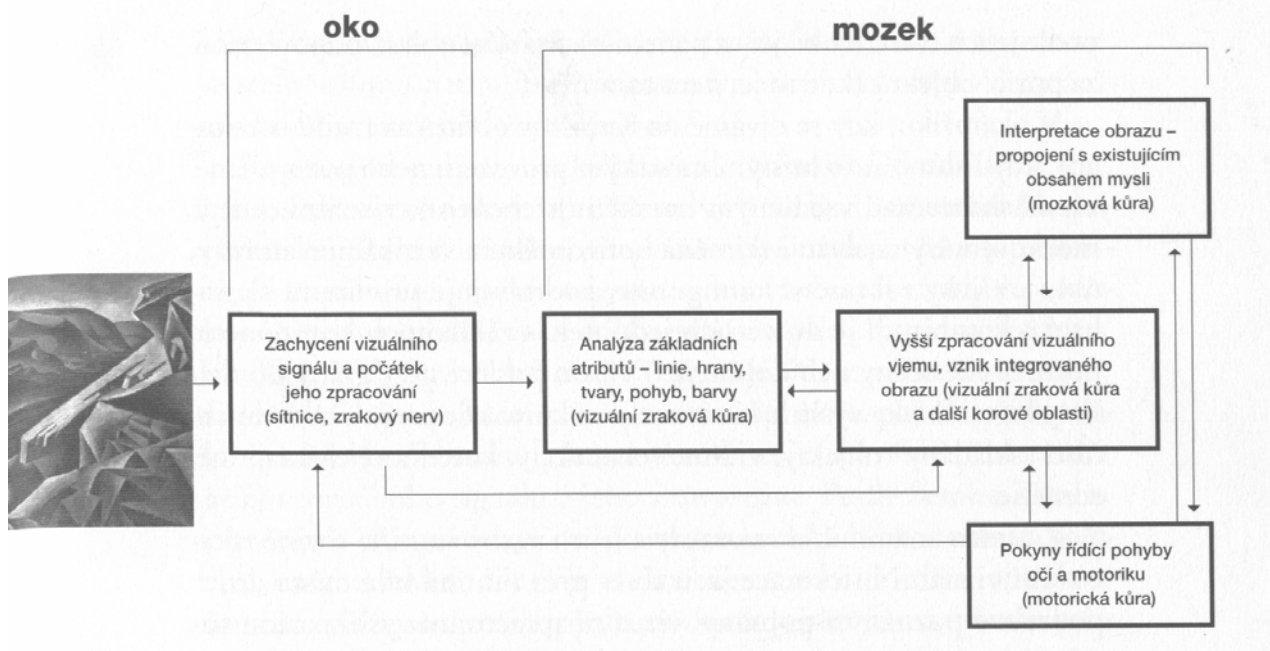 oko
mozek
Interpretace obrazu –
propojení s existujícím
obsahem mysli
(mozková kůra)
Zachycení vizuálního
signálu a počátek
jeho zpracování
(sítnice, zrakový nerv)
Analýza základních
atributů – linie, hrany,
tvary, pohyb, barvy
(vizuální zraková kůra)
Vyšší zpracování vizuálního
vjemu, vznik integrovaného
obrazu (vizuální zraková kůra
a další korové oblasti)
Pokyny řídící pohyby
očí a motoriku
(motorická kůra)